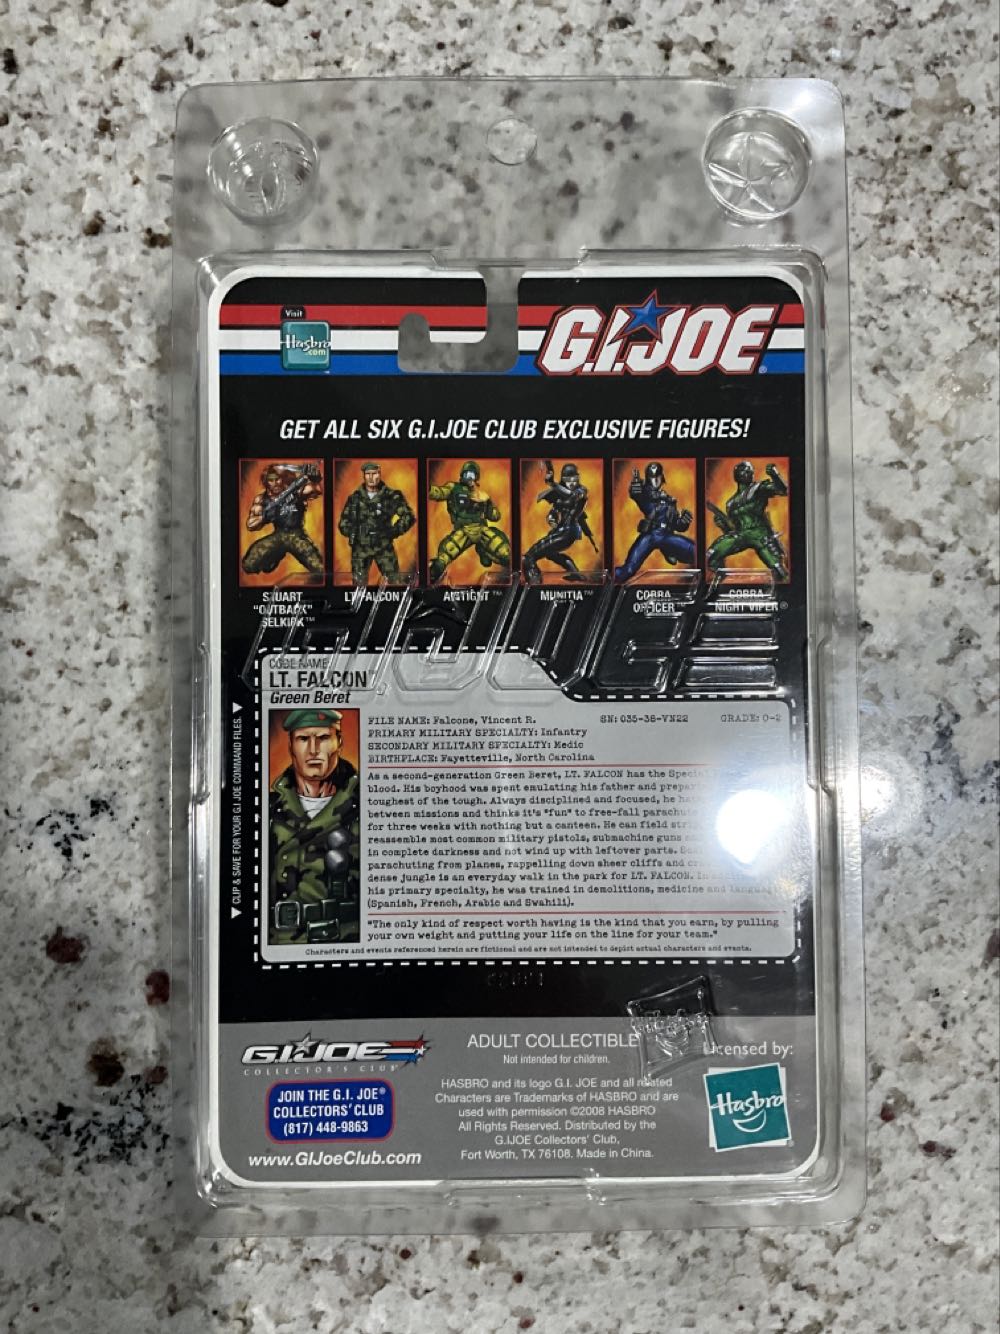 Visit
Hasbro
.com
G.I.JOE®
GET ALL SIX G.I.JOE CLUB EXCLUSIVE FIGURES!
STUART "OUTBACK" SELKIRK™
LT. FALCON™
AIRTIGHT™
MUNITIA™
COBRA OFFICER™
COBRA NIGHT VIPER®
G.I. JOE
CODE NAME:
LT. FALCON™
Green Beret
▼ CLIP & SAVE FOR YOUR G.I JOE COMMAND FILES. ▼
FILE NAME: Falcone, Vincent R. SN: 035-38-VN22 GRADE: O-2
PRIMARY MILITARY SPECIALTY: Infantry
SECONDARY MILITARY SPECIALTY: Medic
BIRTHPLACE: Fayetteville, North Carolina
As a second-generation Green Beret, LT. FALCON has the Special
blood. His boyhood was spent emulating his father and
toughest of the tough. Always disciplined and focused, he
between missions and thinks it's "fun" to free-fall parachute
for three weeks with nothing but a canteen. He can field
reassemble most common military pistols, submachine guns
in complete darkness and not wind up with leftover parts.
parachuting from planes, rappelling down sheer cliffs and
dense jungle is an everyday walk in the park for LT. FALCON. In
his primary specialty, he was trained in demolitions, medicine and
(Spanish, French, Arabic and Swahili).
"The only kind of respect worth having is the kind that you earn, by pulling
your own weight and putting your life on the line for your team."
Characters and events referenced herein are fictional and are not intended to depict actual characters and events.
G.I.JOE
COLLECTOR'S CLUB
JOIN THE G.I. JOE®
COLLECTORS' CLUB
(817) 448-9863
www.GIJoeClub.com
ADULT COLLECTIBLE
Not intended for children.
HASBRO and its logo G.I. JOE and all related
Characters are Trademarks of HASBRO and are
used with permission ©2008 HASBRO
All Rights Reserved. Distributed by the
G.I.JOE Collectors' Club,
Fort Worth, TX 76108. Made in China.
Licensed by:
Hasbro